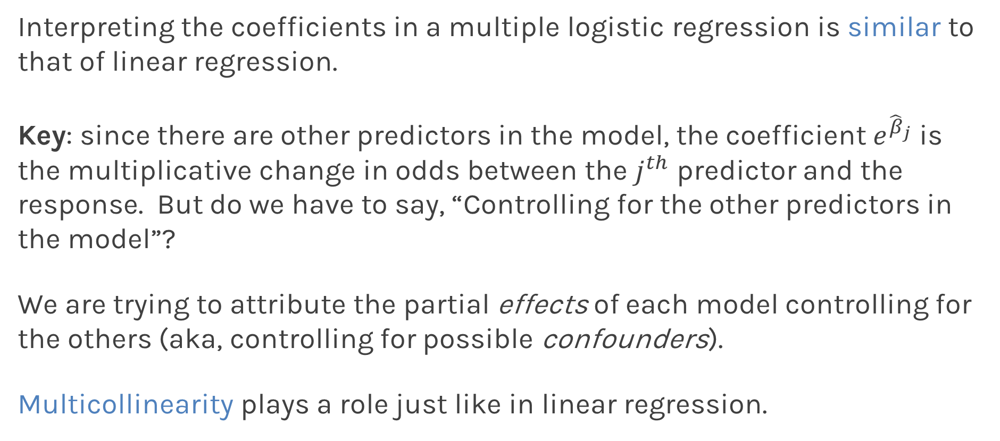 Interpreting the coefficients in a multiple logistic regression is similar to
that of linear regression.
Key: since there are other predictors in the model, the coefficient $e^{\widehat{\beta}_j}$ is
the multiplicative change in odds between the $j^{th}$ predictor and the
response.  But do we have to say, “Controlling for the other predictors in
the model”?
We are trying to attribute the partial effects of each model controlling for
the others (aka, controlling for possible confounders).
Multicollinearity plays a role just like in linear regression.